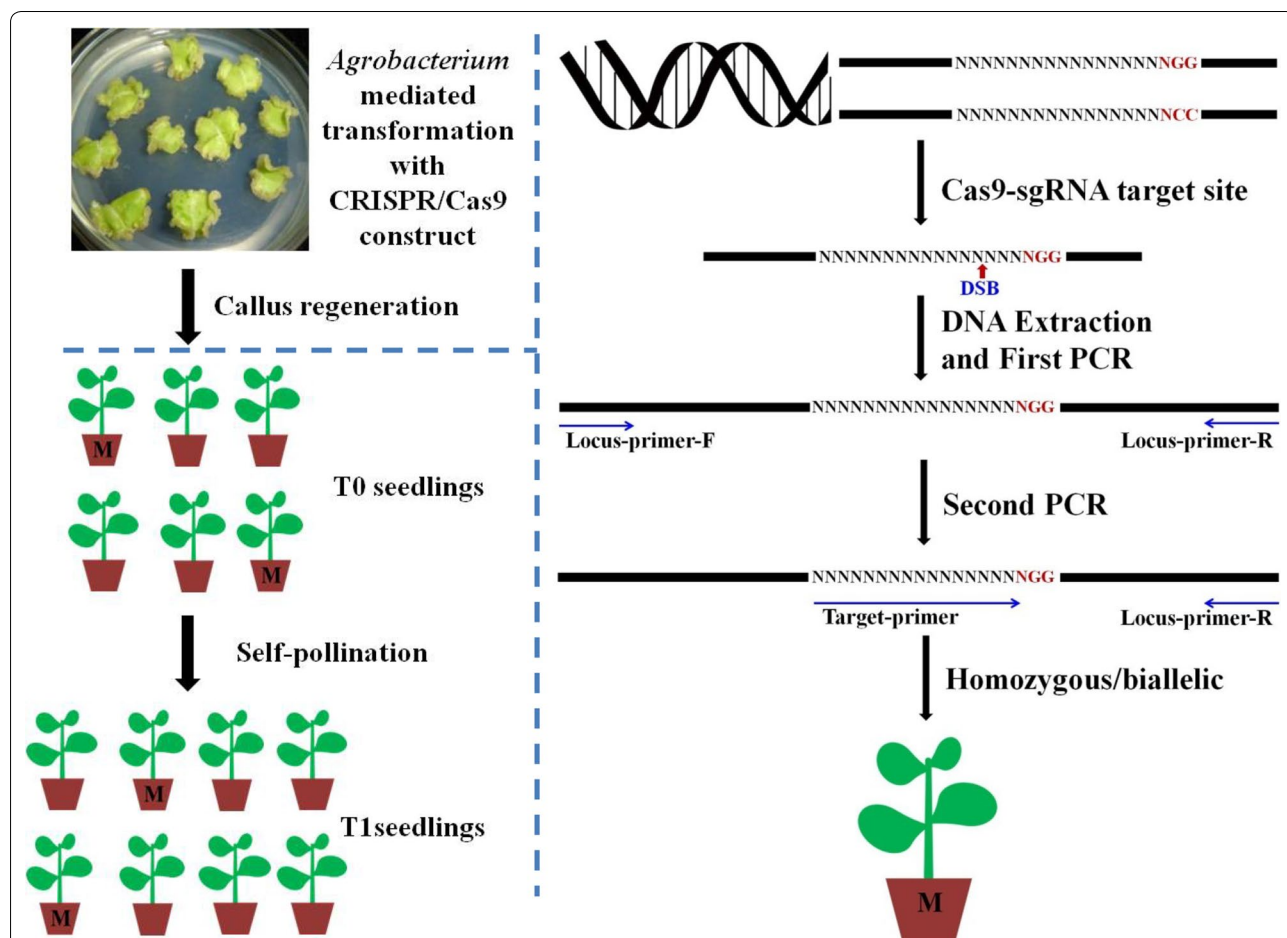 Agrobacterium
mediated
transformation
with
CRISPR/Cas9
construct
Callus regeneration
M
T0 seedlings
M
Self-pollination
M
T1seedlings
M
NNNNNNNNNNNNNNNNNGG
NNNNNNNNNNNNNNNNNCC
Cas9-sgRNA target site
NNNNNNNNNNNNNNNNNGG
DSB
DNA Extraction
and First PCR
NNNNNNNNNNNNNNNNNGG
Locus-primer-F Locus-primer-R
Second PCR
NNNNNNNNNNNNNNNNNGG
Target-primer Locus-primer-R
Homozygous/biallelic
M